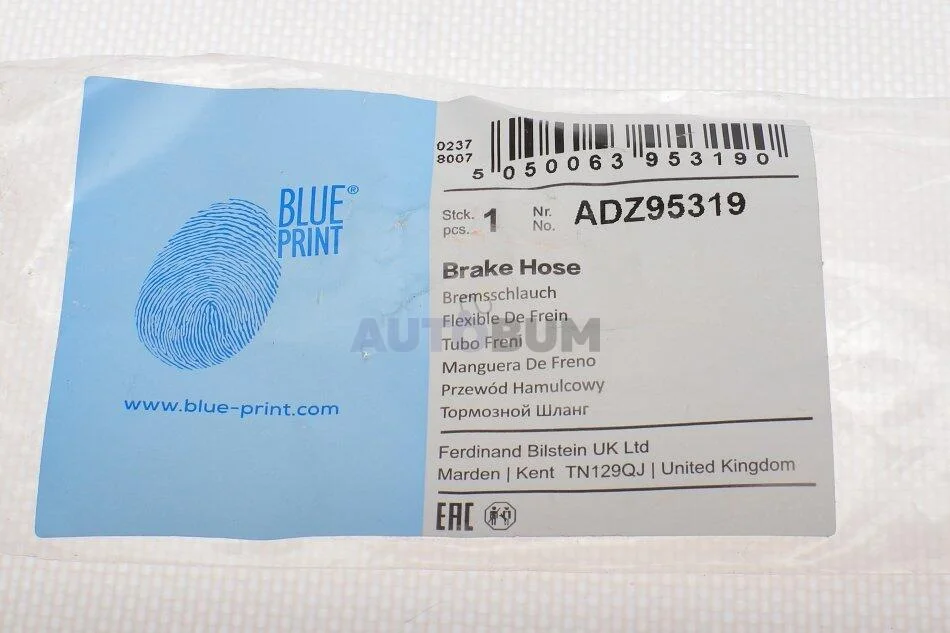 BLUE®
PRINT
www.blue-print.com
0237
8007
5 050063 953190
Stck.
pcs. 1
Nr.
No. ADZ95319
Brake Hose
Bremsschlauch
Flexible De Frein
Tubo Freni
Manguera De Freno
Przewód Hamulcowy
Тормозной Шланг
AUTOBUM
Ferdinand Bilstein UK Ltd
Marden | Kent TN129QJ | United Kingdom
EAC